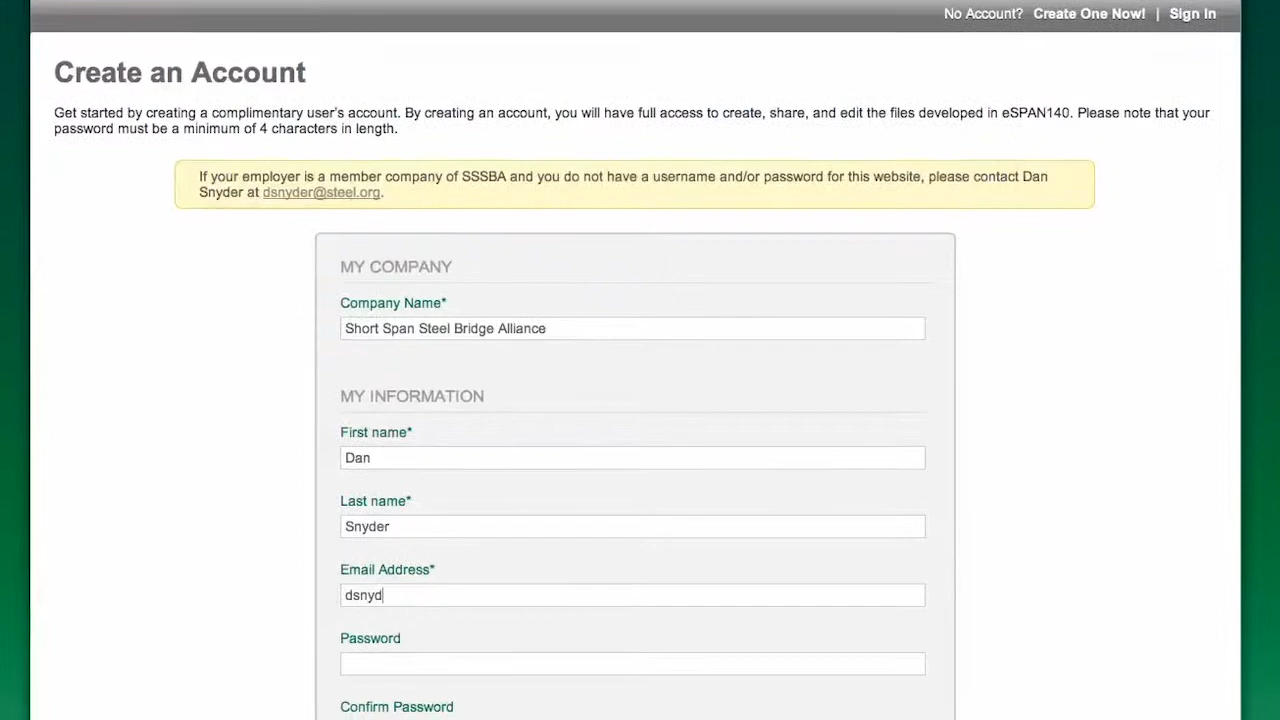 No Account? Create One Now! | Sign In
Create an Account
Get started by creating a complimentary user's account. By creating an account, you will have full access to create, share, and edit the files developed in eSPAN140. Please note that your
password must be a minimum of 4 characters in length.
If your employer is a member company of SSSBA and you do not have a username and/or password for this website, please contact Dan
Snyder at dsnyder@steel.org.
MY COMPANY
Company Name*
Short Span Steel Bridge Alliance
MY INFORMATION
First name*
Dan
Last name*
Snyder
Email Address*
dsnyd
Password
Confirm Password